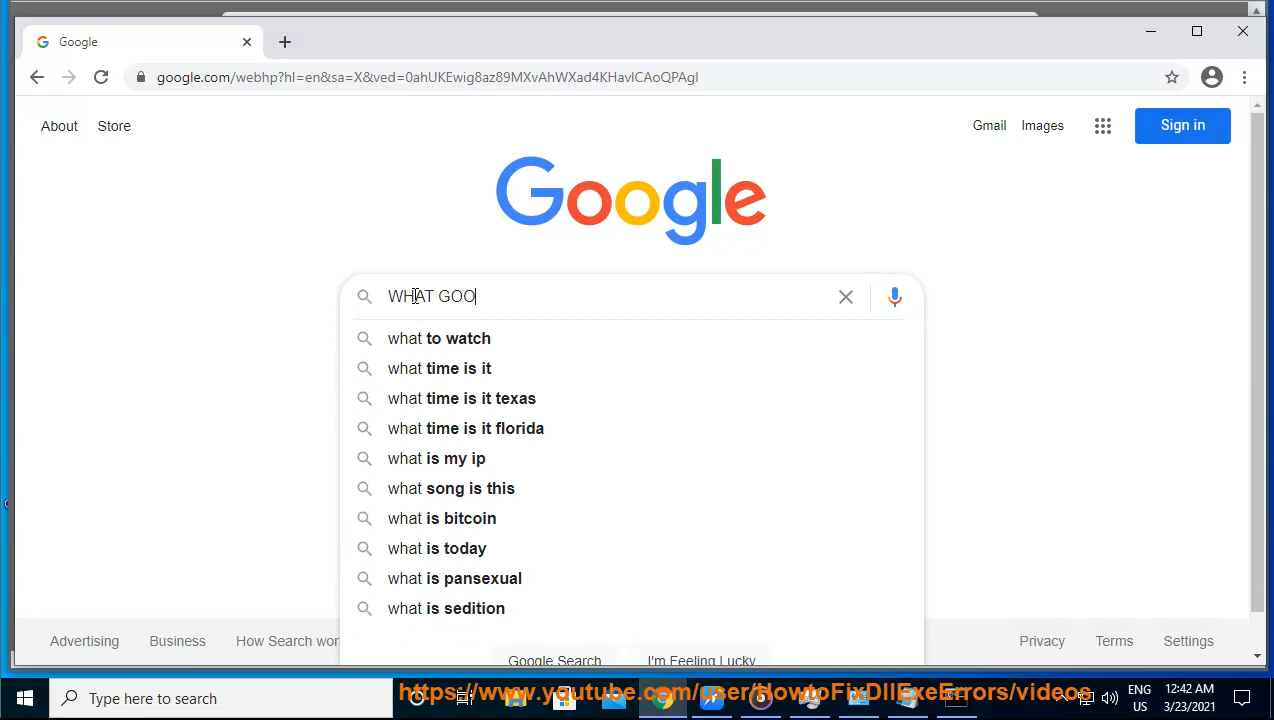 Google
google.com/webhp?hl=en&sa=X&ved=0ahUKEwig8az89MXvAhWXad4KHavICAoQPAgI
About Store Gmail Images Sign in
Google
WHAT GOO
what to watch
what time is it
what time is it texas
what time is it florida
what is my ip
what song is this
what is bitcoin
what is today
what is pansexual
what is sedition
Google Search I'm Feeling Lucky
Advertising Business How Search wor Privacy Terms Settings
Type here to search
https://www.youtube.com/user/HowtoFixDllExeErrors/videos
ENG
US
12:42 AM
3/23/2021